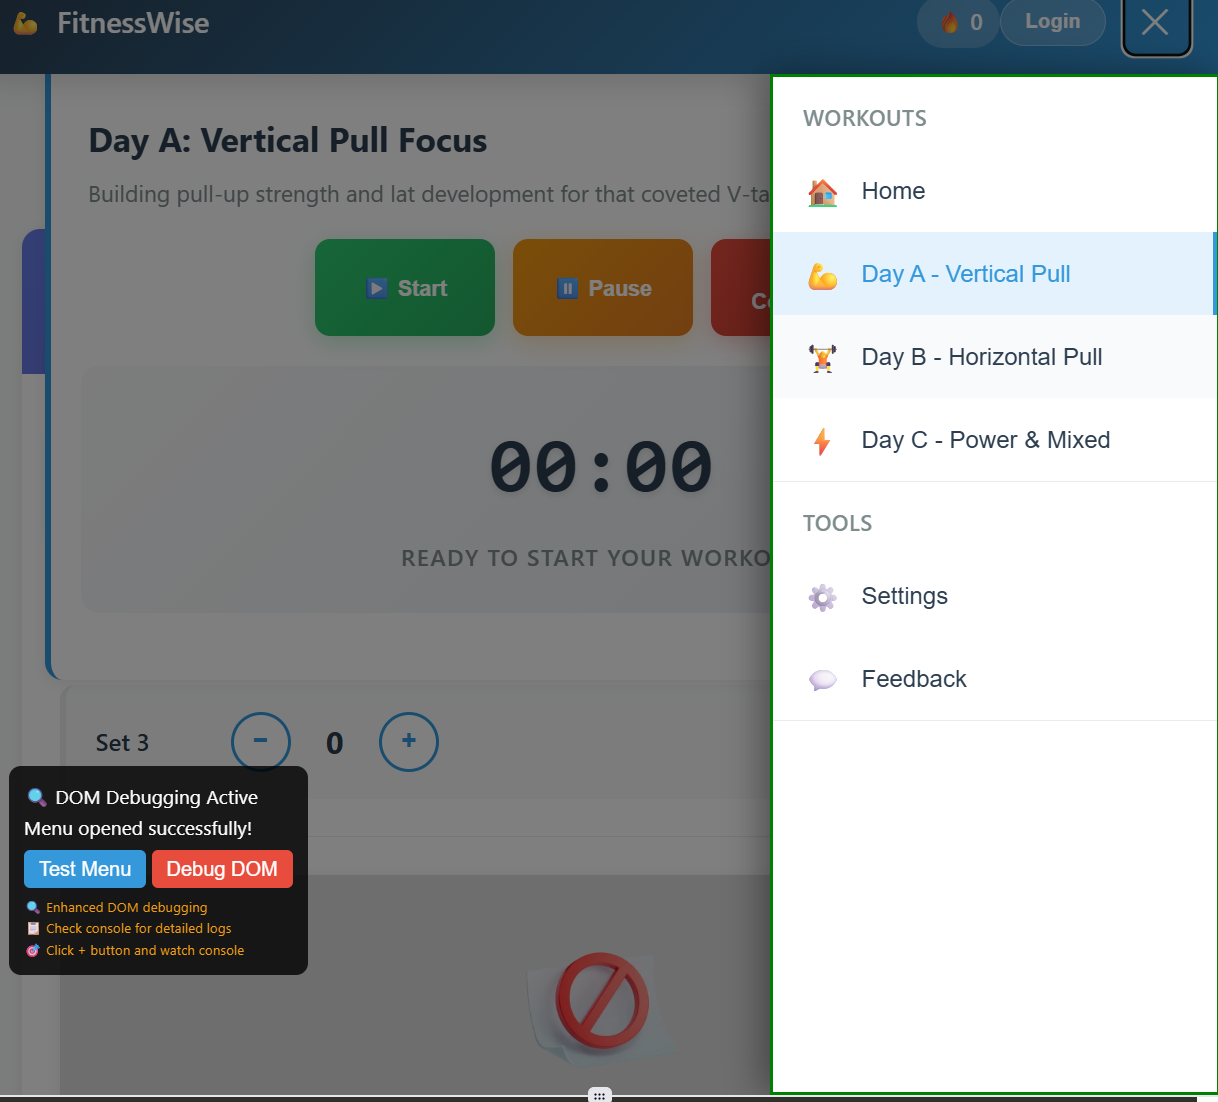 FitnessWise
0
Login
Day A: Vertical Pull Focus
Building pull-up strength and lat development for that coveted V-ta
Start
Pause
00:00
READY TO START YOUR WORKO
Set 3
−
0
+
DOM Debugging Active
Menu opened successfully!
Test Menu
Debug DOM
Enhanced DOM debugging
Check console for detailed logs
Click + button and watch console
WORKOUTS
Home
Day A - Vertical Pull
Day B - Horizontal Pull
Day C - Power & Mixed
TOOLS
Settings
Feedback